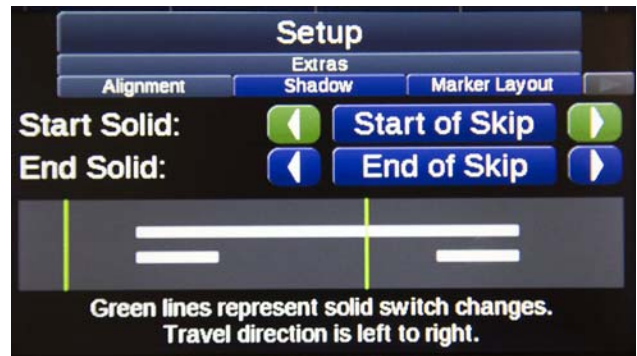 Setup
Extras
Alignment Shadow Marker Layout
Start Solid: Start of Skip
End Solid: End of Skip
Green lines represent solid switch changes.
Travel direction is left to right.